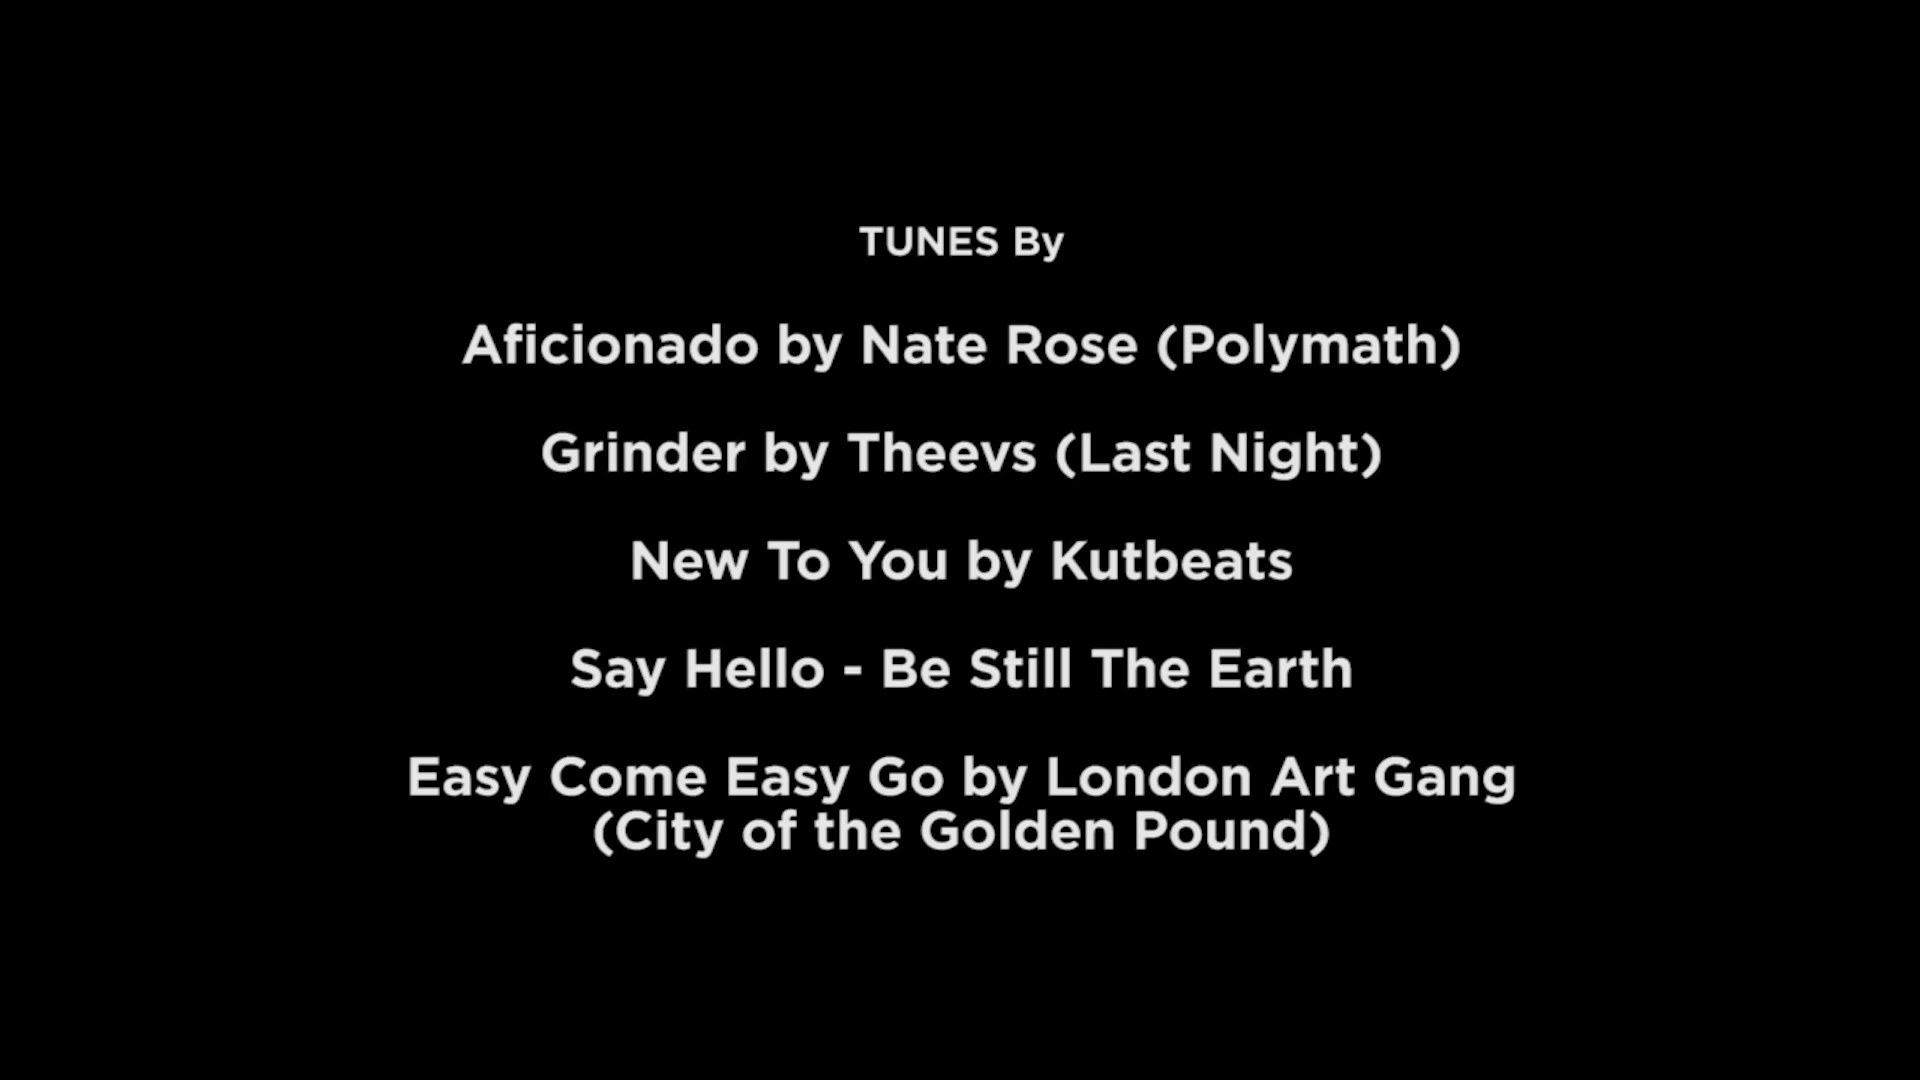 TUNES By
Aficionado by Nate Rose (Polymath)
Grinder by Theevs (Last Night)
New To You by Kutbeats
Say Hello - Be Still The Earth
Easy Come Easy Go by London Art Gang
(City of the Golden Pound)